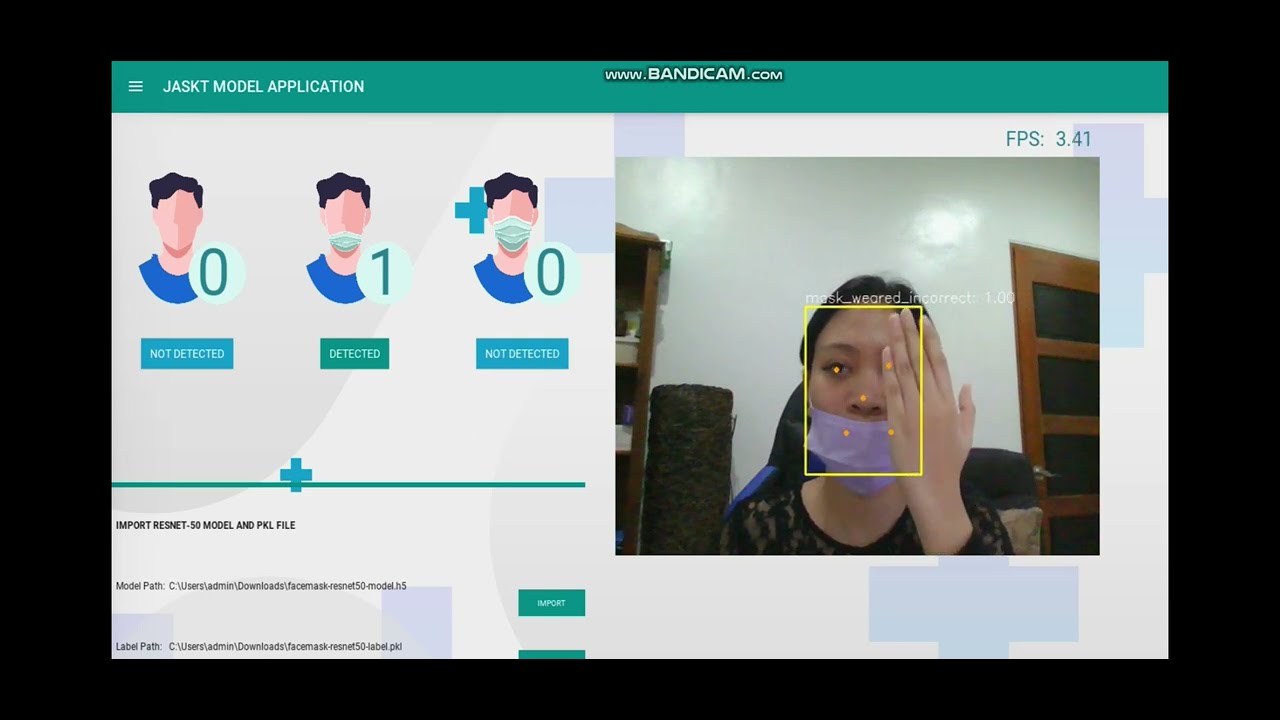 www.BANDICAM.com
JASKT MODEL APPLICATION
FPS: 3.41
0
1
0
mask_weared_incorrect: 1.00
NOT DETECTED
DETECTED
NOT DETECTED
IMPORT RESNET-50 MODEL AND PKL FILE
Model Path: C:\Users\admin\Downloads\facemask-resnet50-model.h5
IMPORT
Label Path: C:\Users\admin\Downloads\facemask-resnet50-label.pkl